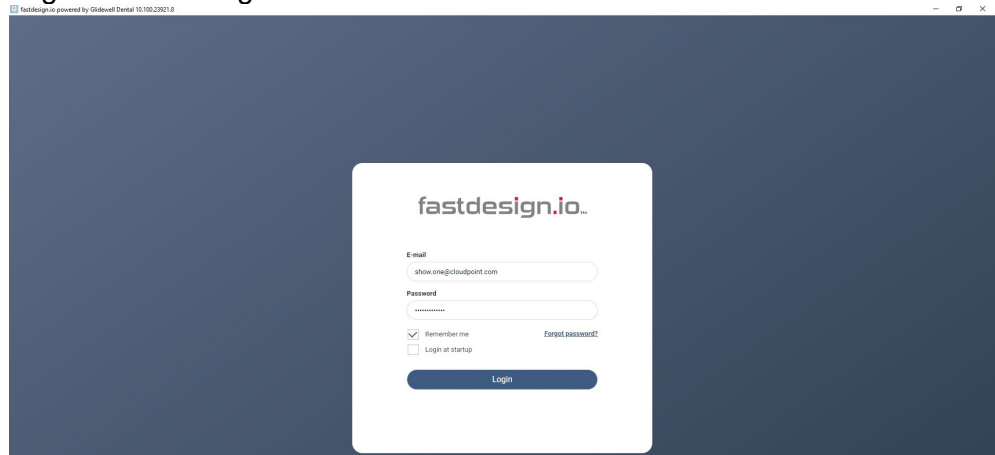 fastdesign.io powered by Glidewell Dental 10.100.23921.8
fastdesign.io™
E-mail
show.one@cloudpoint.com
Password
Remember me
Forgot password?
Login at startup
Login